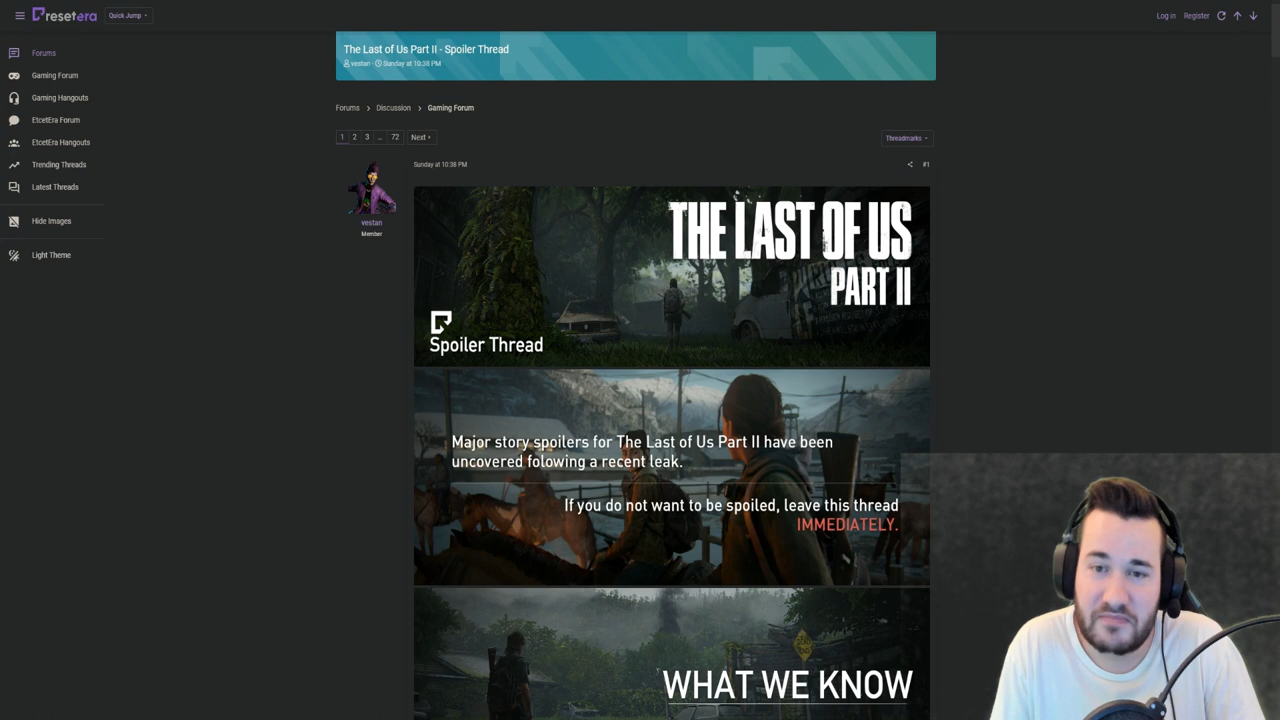 resetera
Quick Jump
Log in
Register
Forums
Gaming Forum
Gaming Hangouts
EtcetEra Forum
EtcetEra Hangouts
Trending Threads
Latest Threads
Hide Images
Light Theme
The Last of Us Part II - Spoiler Thread
vestan Sunday at 10:38 PM
Forums > Discussion > Gaming Forum
1 2 3 ... 72 Next
Threadmarks
Sunday at 10:38 PM
#1
vestan
Member
THE LAST OF US
PART II
Spoiler Thread
Major story spoilers for The Last of Us Part II have been
uncovered folowing a recent leak.
If you do not want to be spoiled, leave this thread
IMMEDIATELY.
WHAT WE KNOW